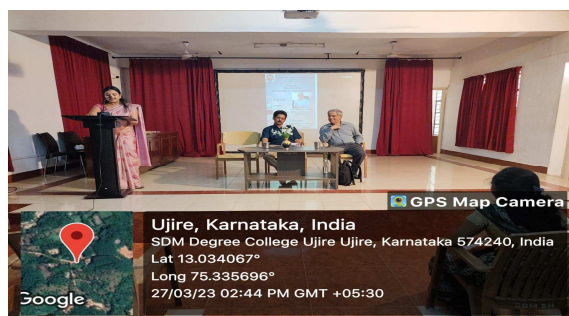 GPS Map Camera
Ujire, Karnataka, India
SDM Degree College Ujire Ujire, Karnataka 574240, India
Lat 13.034067°
Long 75.335696°
27/03/23 02:44 PM GMT +05:30
Google